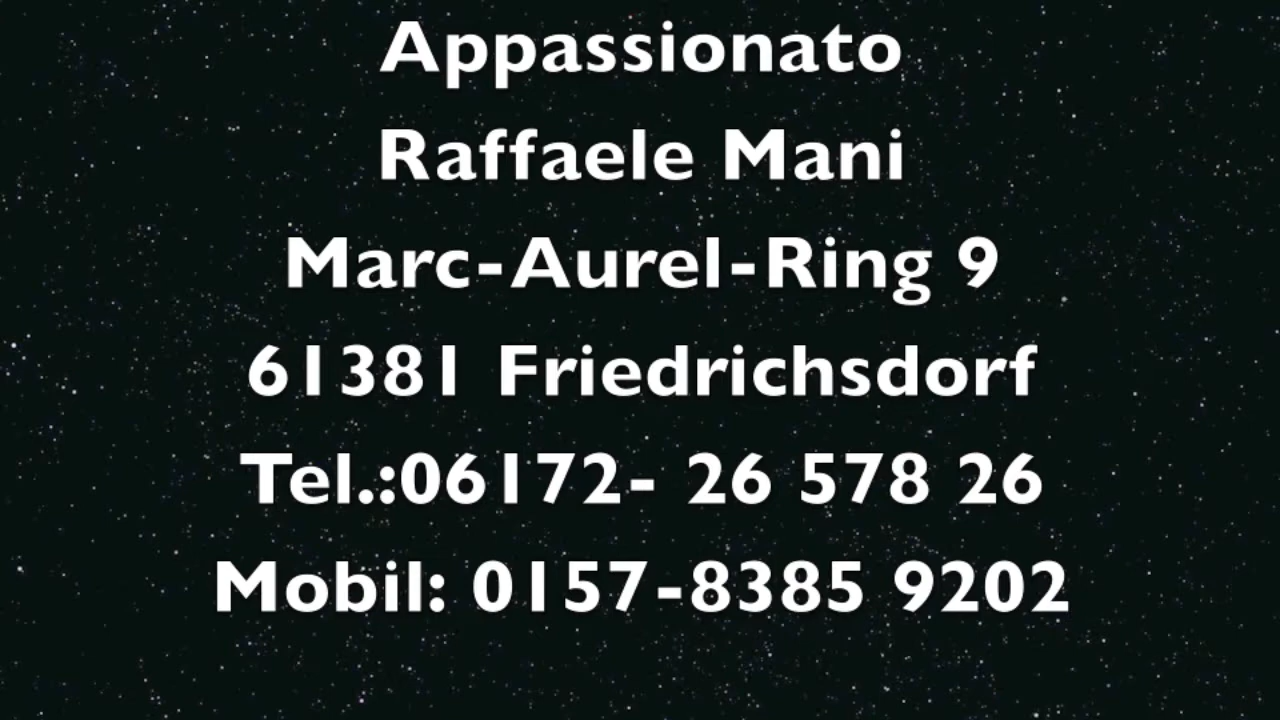 Appassionato
Raffaele Mani
Marc-Aurel-Ring 9
61381 Friedrichsdorf
Tel.:06172- 26 578 26
Mobil: 0157-8385 9202